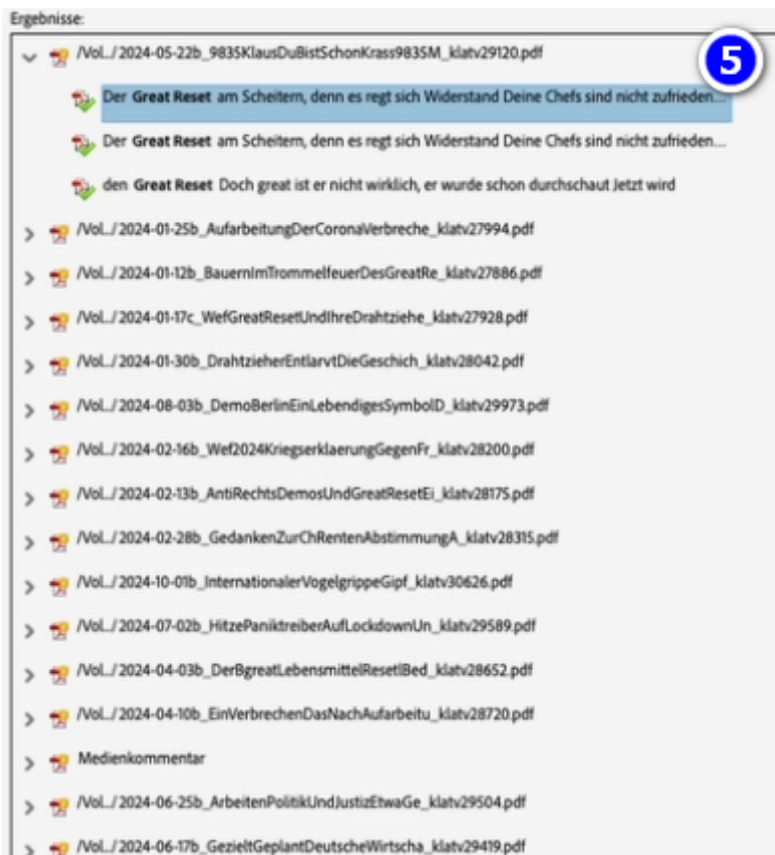 Ergebnisse:
/Vol../2024-05-22b_9835KlausDuBistSchonKrass9835M_klatv29120.pdf
5
Der Great Reset am Scheitern, denn es regt sich Widerstand Deine Chefs sind nicht zufrieden...
Der Great Reset am Scheitern, denn es regt sich Widerstand Deine Chefs sind nicht zufrieden...
den Great Reset Doch great ist er nicht wirklich, er wurde schon durchschaut Jetzt wird
/Vol../2024-01-25b_AufarbeitungDerCoronaVerbreche_klatv27994.pdf
/Vol../2024-01-12b_BauernImTrommelfeuerDesGreatRe_klatv27886.pdf
/Vol../2024-01-17c_WefGreatResetUndIhreDrahtziehe_klatv27928.pdf
/Vol../2024-01-30b_DrahtzieherEntlarvtDieGeschich_klatv28042.pdf
/Vol../2024-08-03b_DemoBerlinEinLebendigesSymbolD_klatv29973.pdf
/Vol../2024-02-16b_Wef2024KriegserklaerungGegenFr_klatv28200.pdf
/Vol../2024-02-13b_AntiRechtsDemosUndGreatResetEi_klatv28175.pdf
/Vol../2024-02-28b_GedankenZurChRentenAbstimmungA_klatv28315.pdf
/Vol../2024-10-01b_InternationalerVogelgrippeGipf_klatv30626.pdf
/Vol../2024-07-02b_HitzePaniktreiberAufLockdownUn_klatv29589.pdf
/Vol../2024-04-03b_DerBgreatLebensmittelResetlBed_klatv28652.pdf
/Vol../2024-04-10b_EinVerbrechenDasNachAufarbeitu_klatv28720.pdf
Medienkommentar
/Vol../2024-06-25b_ArbeitenPolitikUndJustizEtwaGe_klatv29504.pdf
/Vol../2024-06-17b_GezieltGeplantDeutscheWirtscha_klatv29419.pdf